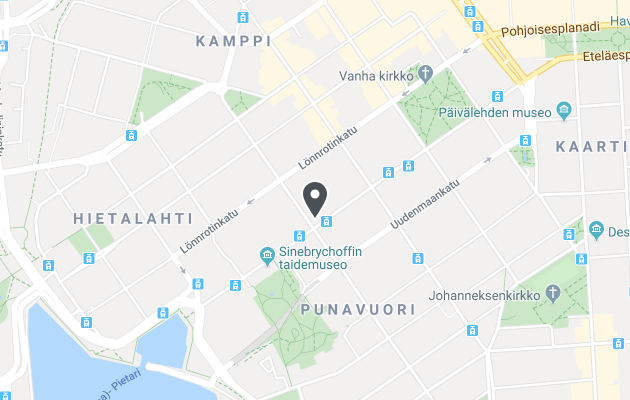 Pohjoisesplanadi
Hav
KAMPPI
Eteläesp
Vanha kirkko
Päivälehden museo
Lönnrotinkatu
KAARTI
HIETALAHTI
Lönnrotinkatu
Uudenmaankatu
Des
Sinebrychoffin
taidemuseo
Johanneksenkirkko
PUNAVUORI
a)- Pietari